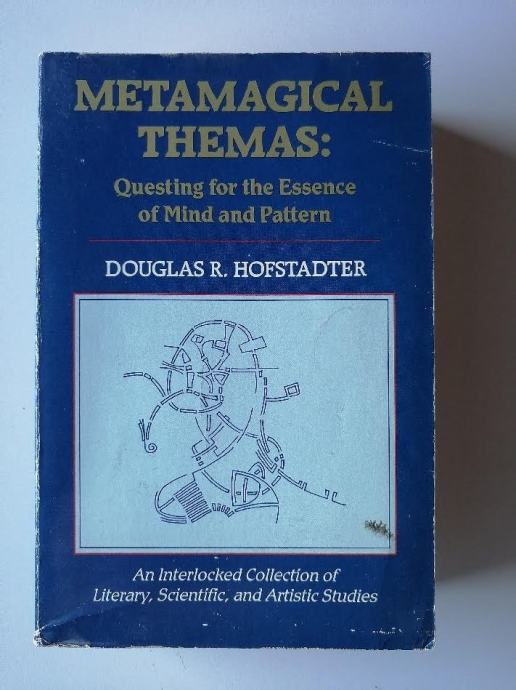 METAMAGICAL
THEMAS:
Questing for the Essence
of Mind and Pattern
DOUGLAS R. HOFSTADTER
An Interlocked Collection of
Literary, Scientific, and Artistic Studies